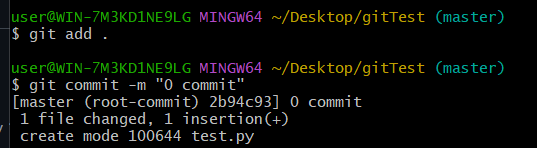 user@WIN-7M3KD1NE9LG MINGW64 ~/Desktop/gitTest (master)
$ git add .
user@WIN-7M3KD1NE9LG MINGW64 ~/Desktop/gitTest (master)
$ git commit -m "0 commit"
[master (root-commit) 2b94c93] 0 commit
 1 file changed, 1 insertion(+)
 create mode 100644 test.py